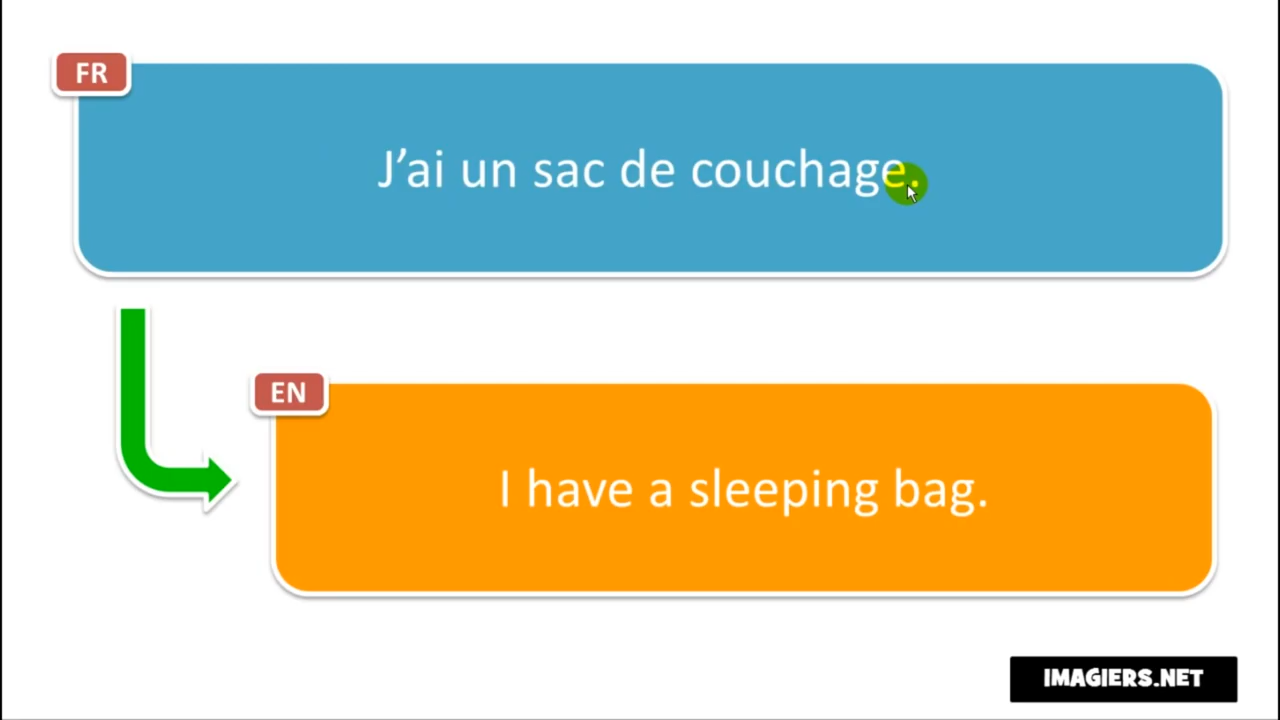 FR
J’ai un sac de couchage.
EN
I have a sleeping bag.
IMAGIERS.NET